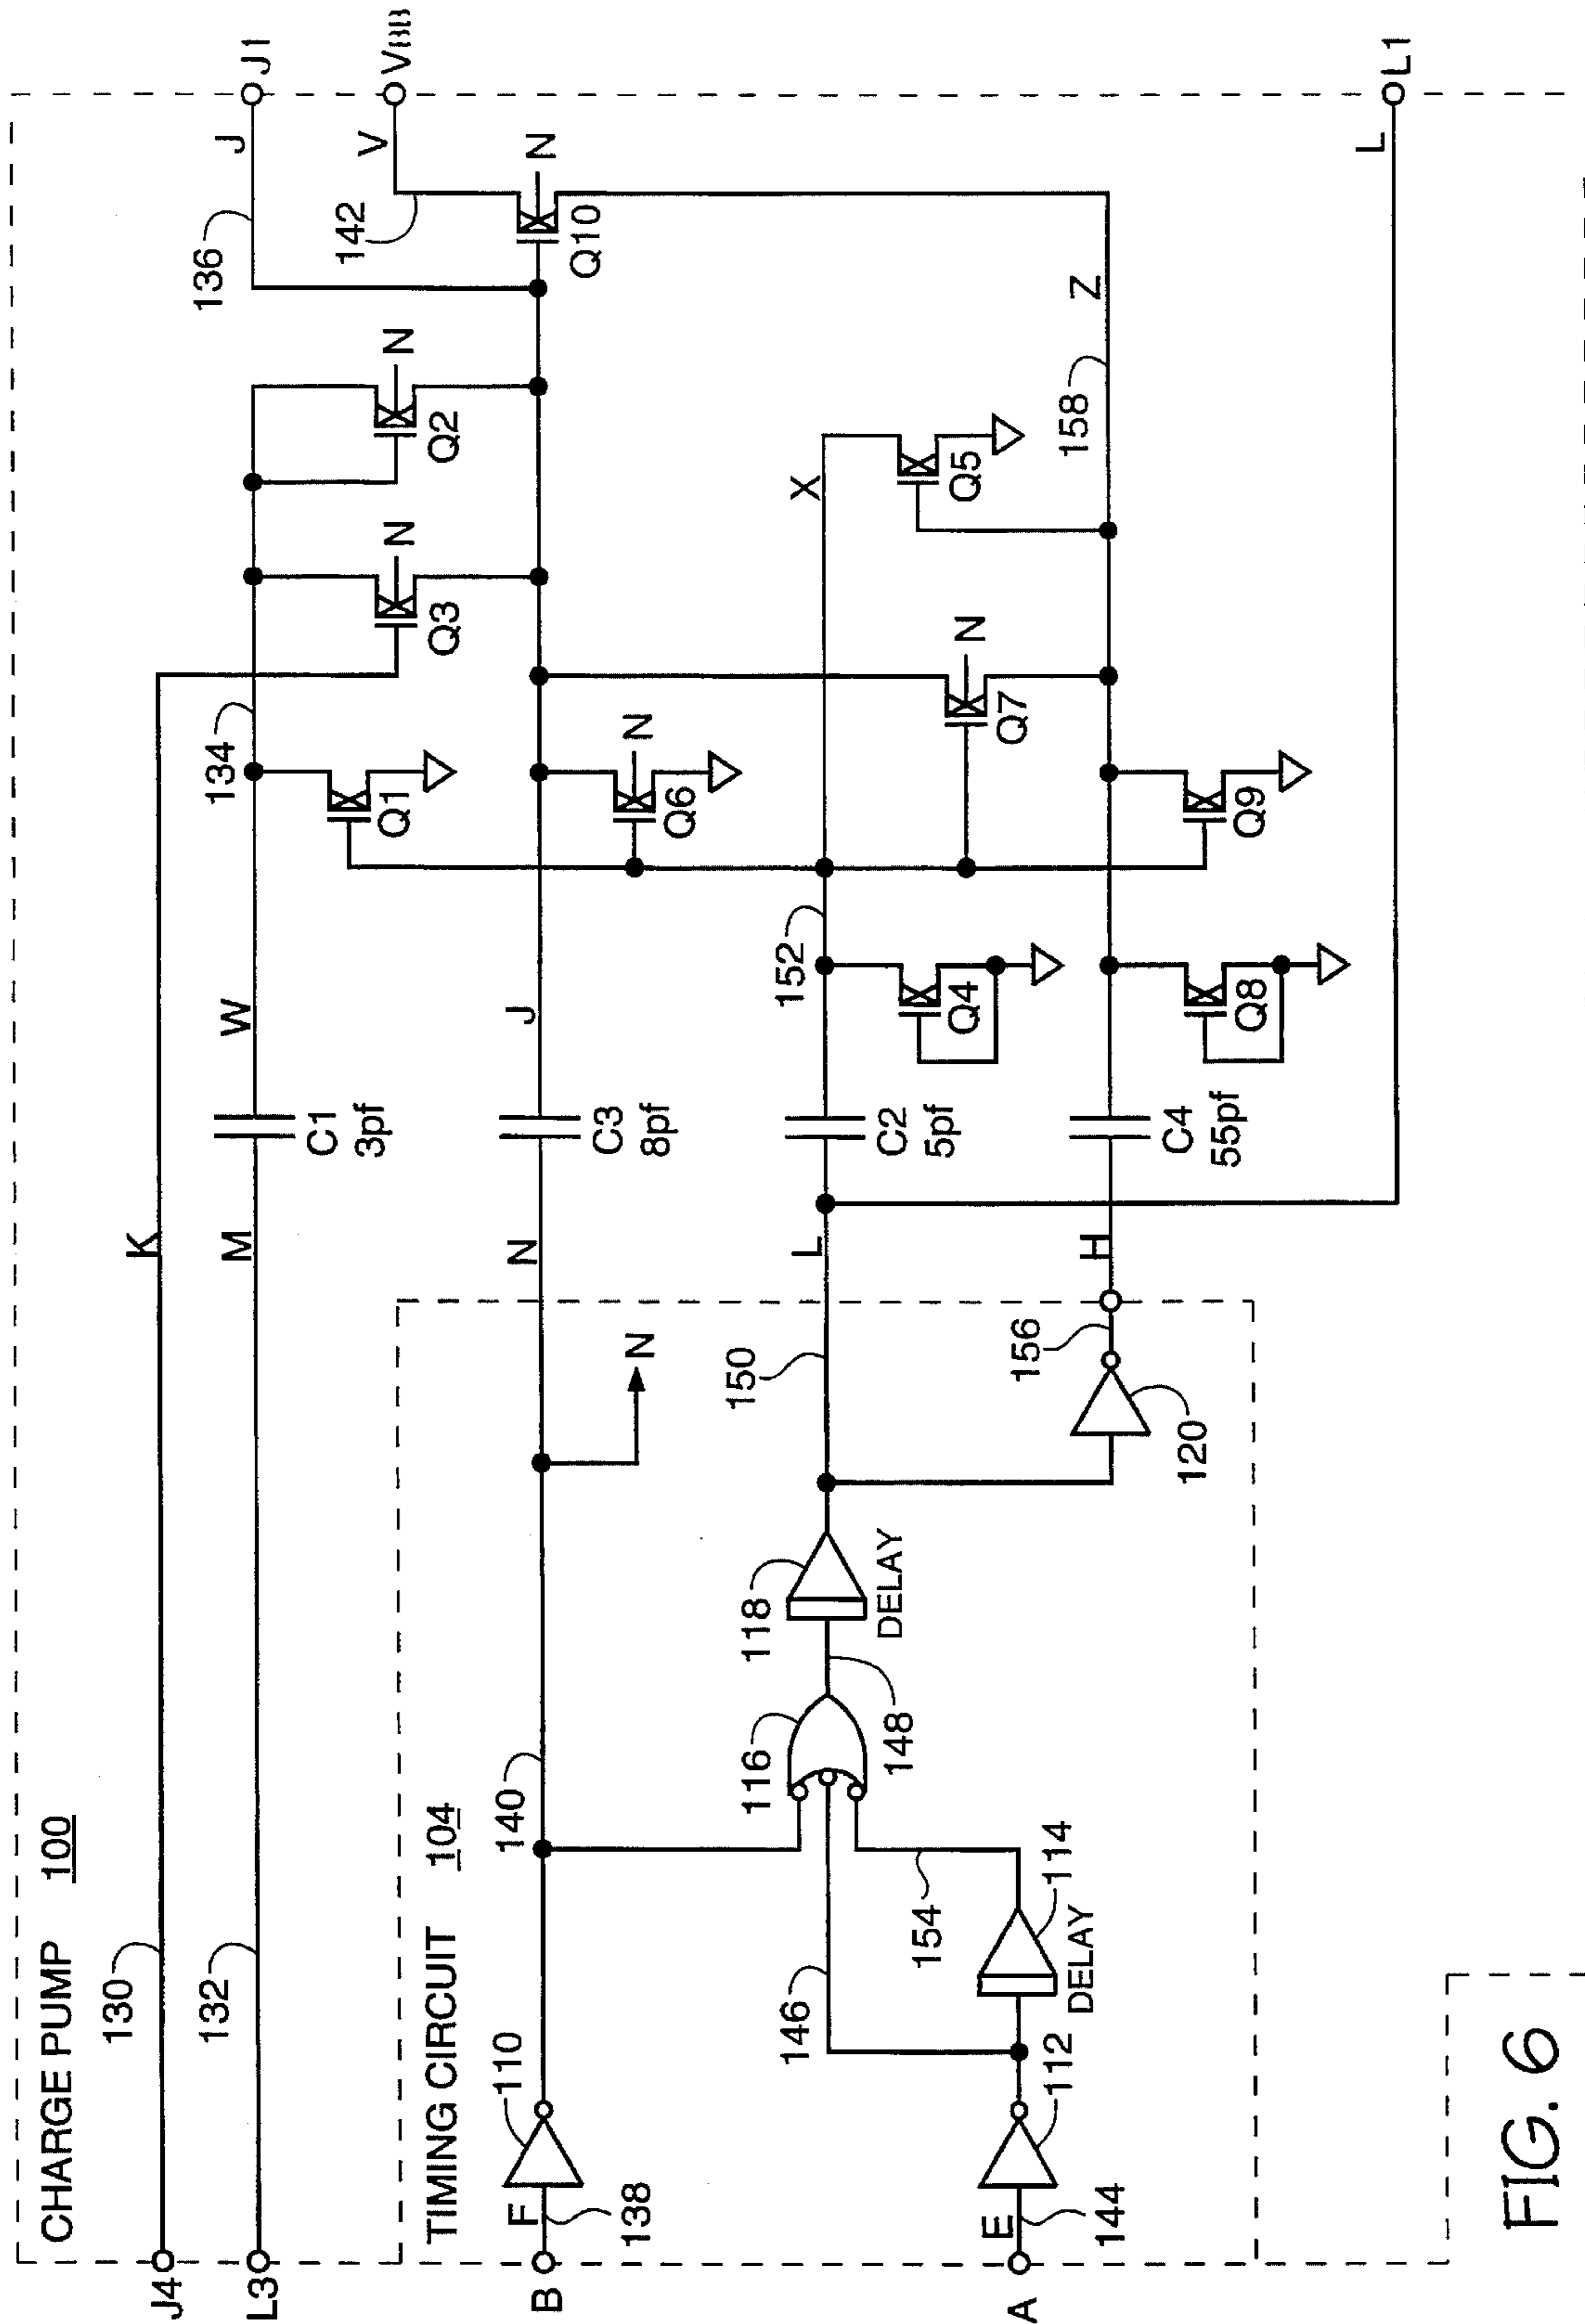 CHARGE PUMP 100
J4
130
K
L3
132
M
C1
3pf
W
134
Q1
Q3
N
Q2
N
136
J
J1
142
V
VBB
Q10
N
TIMING CIRCUIT 104
B
F
138
110
140
N
N
C3
8pf
J
Q6
N
Q7
N
A
E
144
112
146
154
114
DELAY
116
148
118
DELAY
150
L
C2
5pf
152
Q4
X
Q5
120
156
H
C4
55pf
Q8
Q9
158
Z
L
L1
FIG. 6